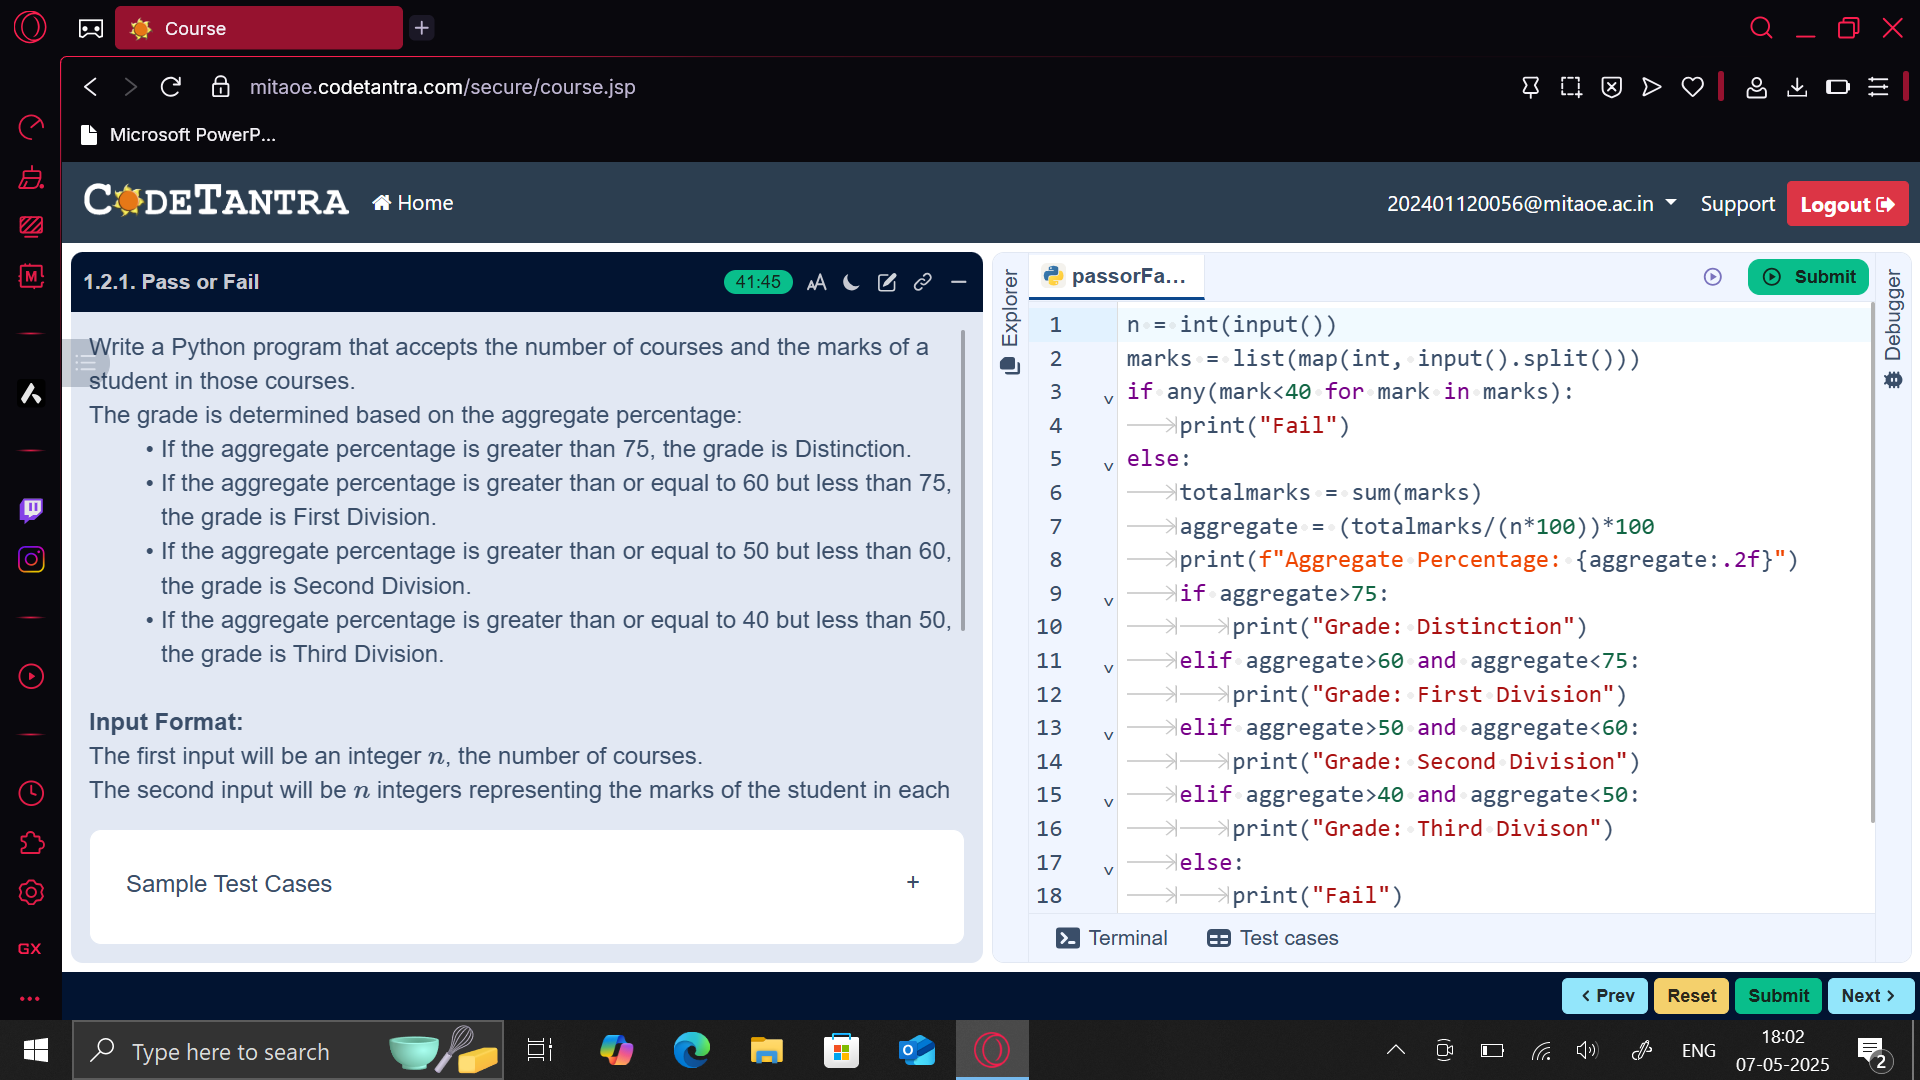 Course
mitaoe.codetantra.com/secure/course.jsp
Microsoft PowerP...
CODETANTRA
Home
202401120056@mitaoe.ac.in
Support
Logout
1.2.1. Pass or Fail
41:45
Write a Python program that accepts the number of courses and the marks of a
student in those courses.
The grade is determined based on the aggregate percentage:
• If the aggregate percentage is greater than 75, the grade is Distinction.
• If the aggregate percentage is greater than or equal to 60 but less than 75,
the grade is First Division.
• If the aggregate percentage is greater than or equal to 50 but less than 60,
the grade is Second Division.
• If the aggregate percentage is greater than or equal to 40 but less than 50,
the grade is Third Division.
Input Format:
The first input will be an integer n, the number of courses.
The second input will be n integers representing the marks of the student in each
Sample Test Cases
+
Explorer
passorFa...
Submit
Debugger
1 n = int(input())
2 marks = list(map(int, input().split()))
3 if any(mark<40 for mark in marks):
4 print("Fail")
5 else:
6 totalmarks = sum(marks)
7 aggregate = (totalmarks/(n*100))*100
8 print(f"Aggregate Percentage: {aggregate:.2f}")
9 if aggregate>75:
10 print("Grade: Distinction")
11 elif aggregate>60 and aggregate<75:
12 print("Grade: First Division")
13 elif aggregate>50 and aggregate<60:
14 print("Grade: Second Division")
15 elif aggregate>40 and aggregate<50:
16 print("Grade: Third Divison")
17 else:
18 print("Fail")
Terminal
Test cases
< Prev
Reset
Submit
Next >
GX
M
Type here to search
ENG
18:02
07-05-2025
2